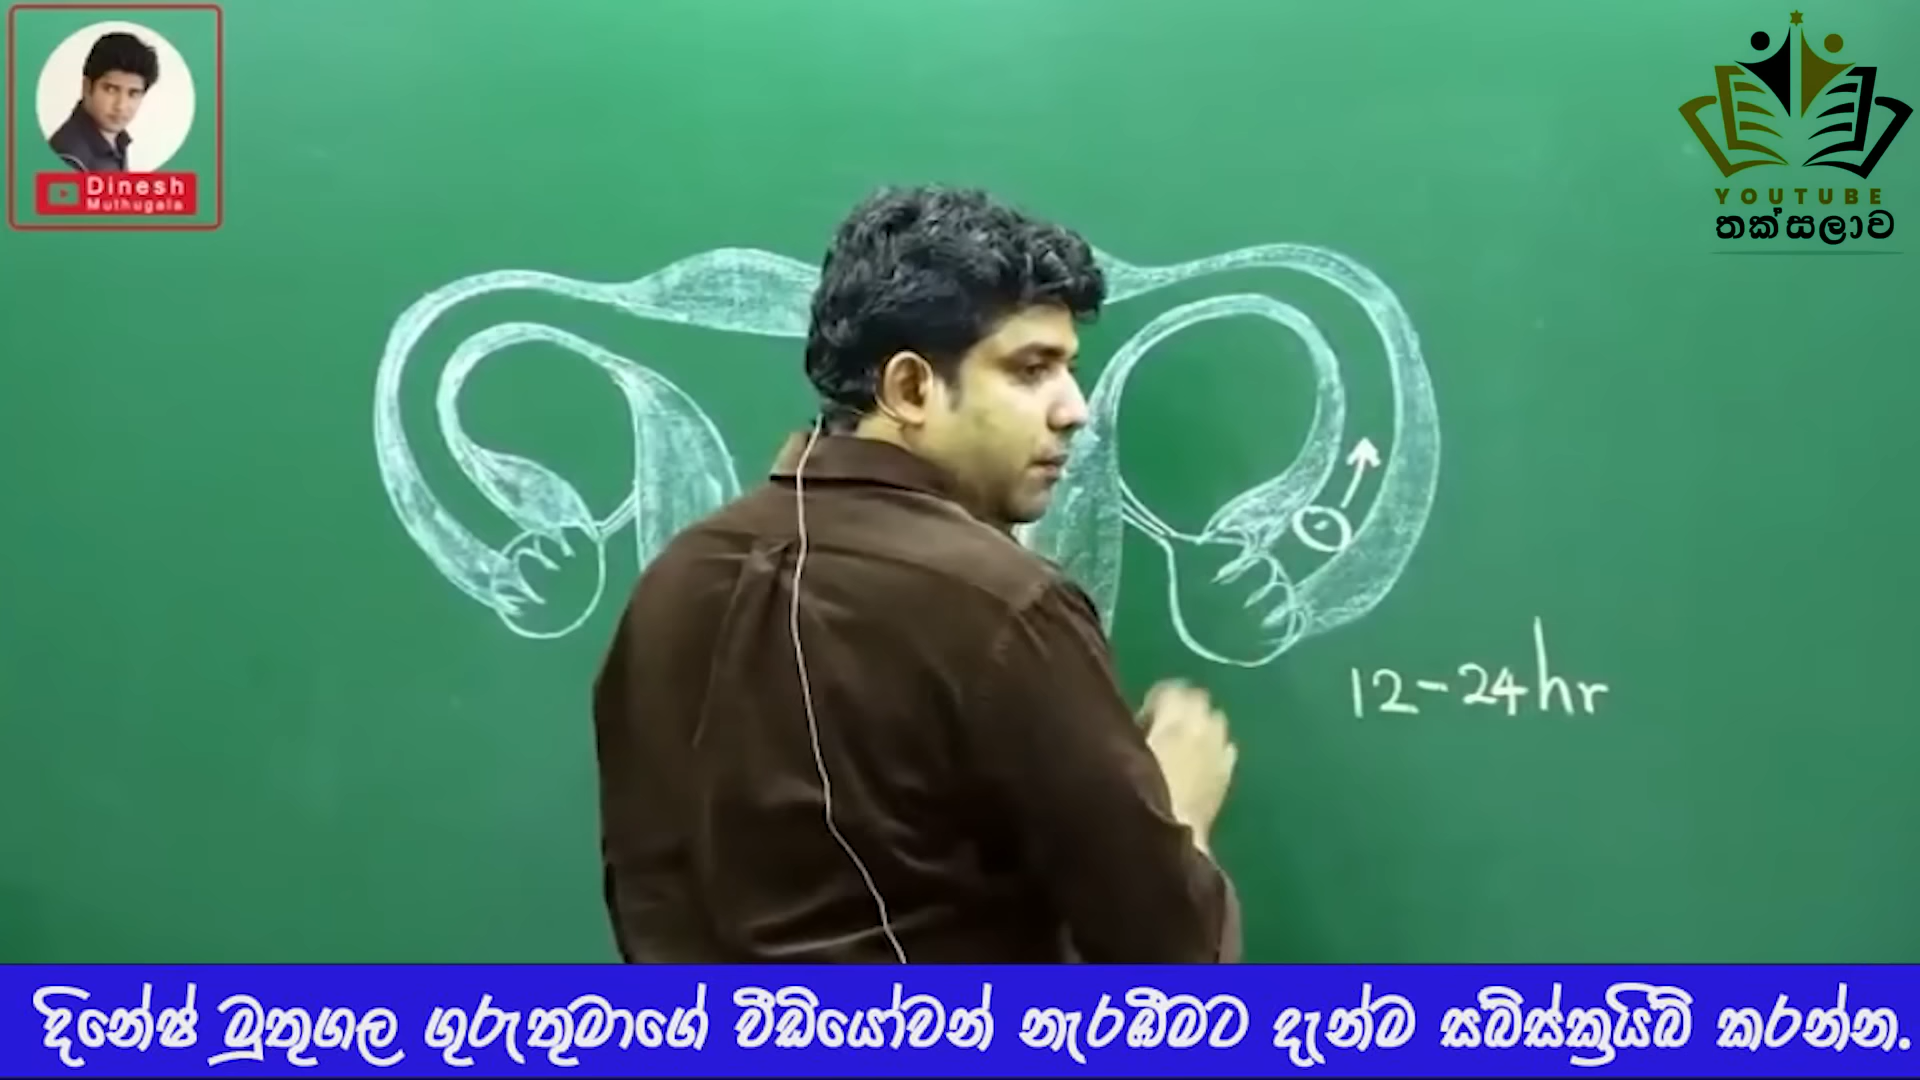 Dinesh
Muthugala
YOUTUBE
තක්සලාව
12-24hr
දිනේෂ් මුතුගල ගුරුතුමාගේ වීඩියෝවන් නැරඹීමට දැන්ම සබ්ස්ක්‍රයිබ් කරන්න.